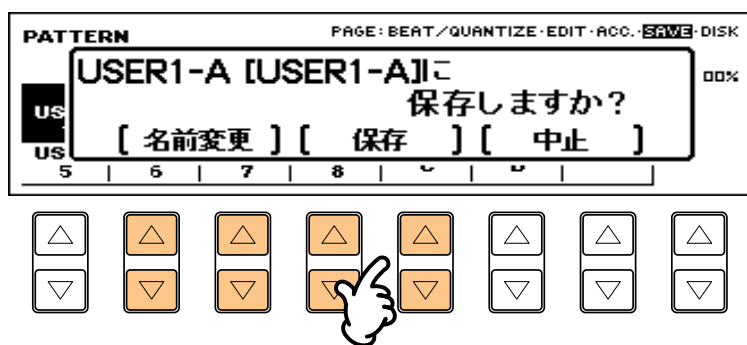 PATTERN PAGE:BEAT/QUANTIZE·EDIT·ACC.·SAVE·DISK
USER1-A [USER1-A]に
保存しますか？
[ 名前変更 ] [ 保存 ] [ 中止 ]
US
00%
US
5 | 6 | 7 | 8